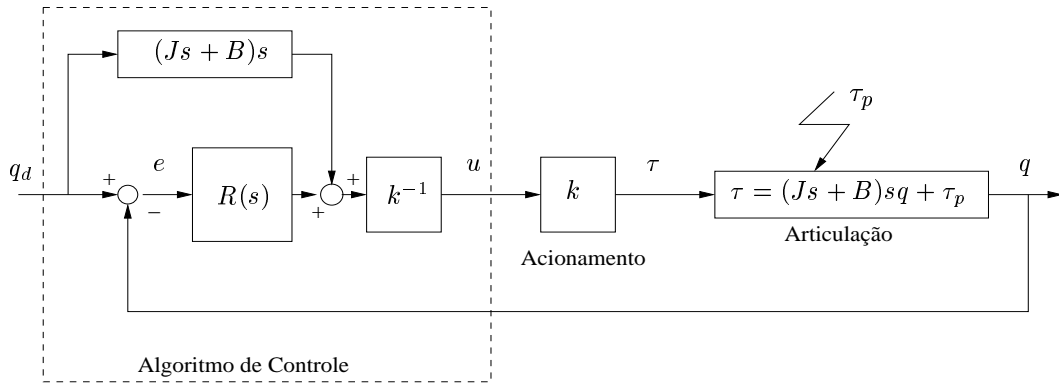 (Js + B)s
τ_p
q_d
+
−
e
R(s)
+
+
k⁻¹
u
k
τ
τ = (Js + B)sq + τ_p
q
Acionamento
Articulação
Algoritmo de Controle